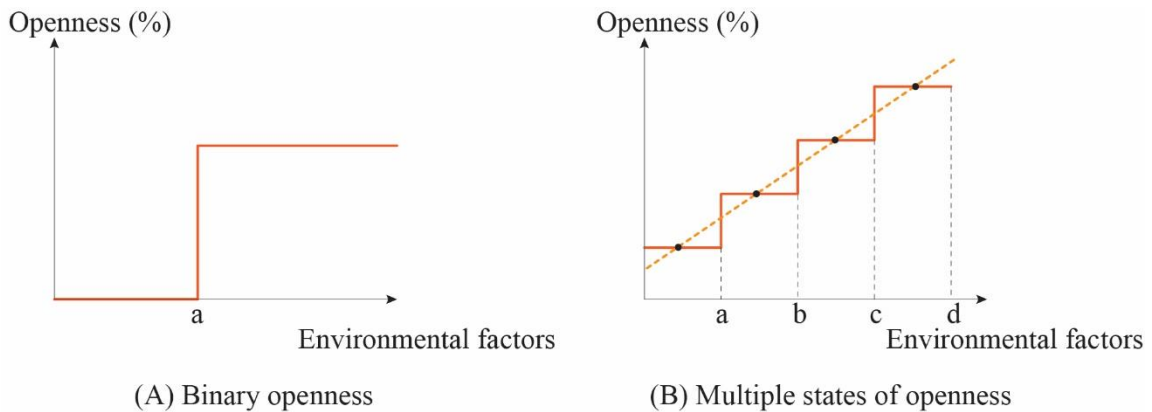 Openness (%)
a
Environmental factors
(A) Binary openness
Openness (%)
a b c d
Environmental factors
(B) Multiple states of openness